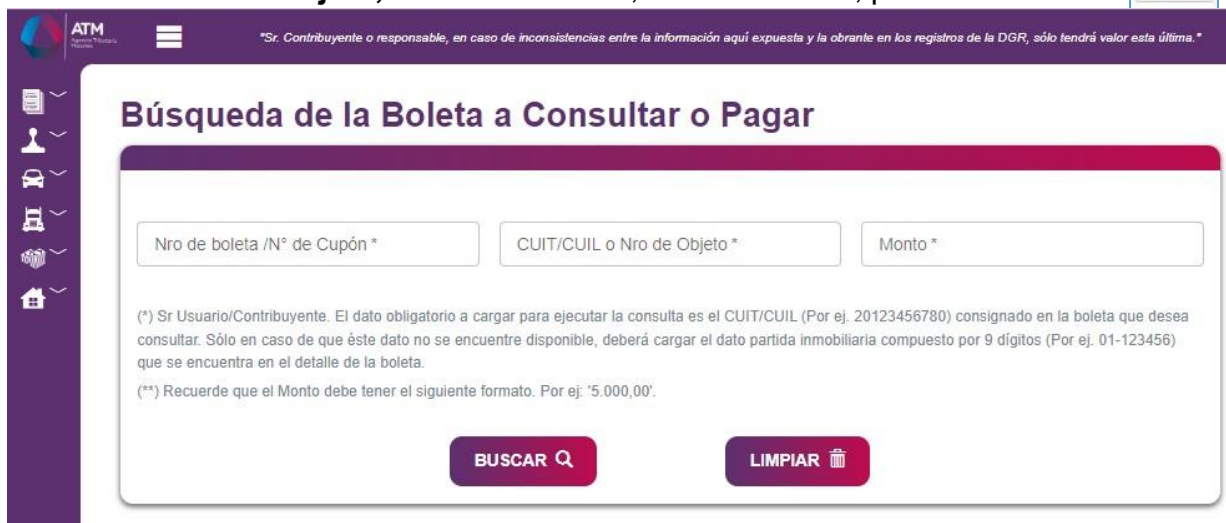 ATM
"Sr. Contribuyente o responsable, en caso de inconsistencias entre la información aquí expuesta y la obrante en los registros de la DGR, sólo tendrá valor esta última."
Búsqueda de la Boleta a Consultar o Pagar
Nro de boleta /N° de Cupón *
CUIT/CUIL o Nro de Objeto *
Monto *
(*) Sr Usuario/Contribuyente. El dato obligatorio a cargar para ejecutar la consulta es el CUIT/CUIL (Por ej. 20123456780) consignado en la boleta que desea
consultar. Sólo en caso de que éste dato no se encuentre disponible, deberá cargar el dato partida inmobiliaria compuesto por 9 dígitos (Por ej. 01-123456)
que se encuentra en el detalle de la boleta.
(**) Recuerde que el Monto debe tener el siguiente formato. Por ej: '5.000,00'.
BUSCAR
LIMPIAR